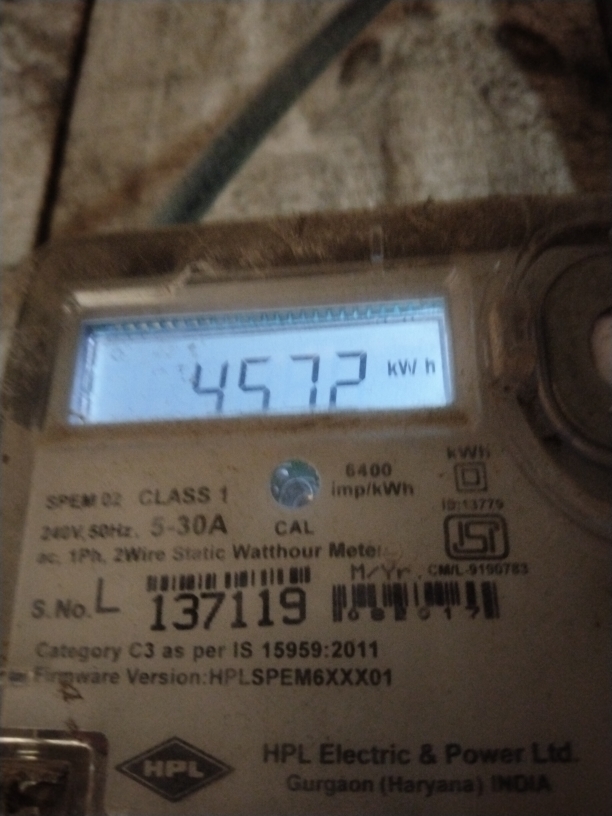 4572 kW h
6400
imp/kWh
kWh
SPEM 02 CLASS 1
240V, 50Hz, 5-30A
CAL
ID:13779
ISI
ac, 1Ph, 2Wire Static Watthour Meter
M/Yr. CM/L-9190783
S.No. L 137119
Category C3 as per IS 15959:2011
Firmware Version:HPLSPEM6XXX01
HPL
HPL Electric & Power Ltd.
Gurgaon (Haryana) INDIA